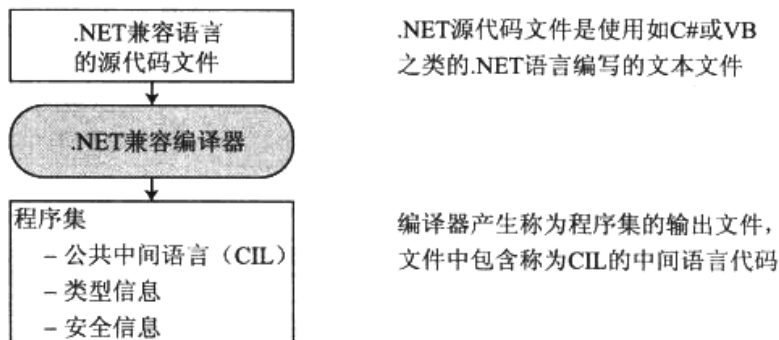 .NET兼容语言
的源代码文件
.NET源代码文件是使用如C#或VB
之类的.NET语言编写的文本文件
.NET兼容编译器
程序集
– 公共中间语言（CIL）
– 类型信息
– 安全信息
编译器产生称为程序集的输出文件，
文件中包含称为CIL的中间语言代码